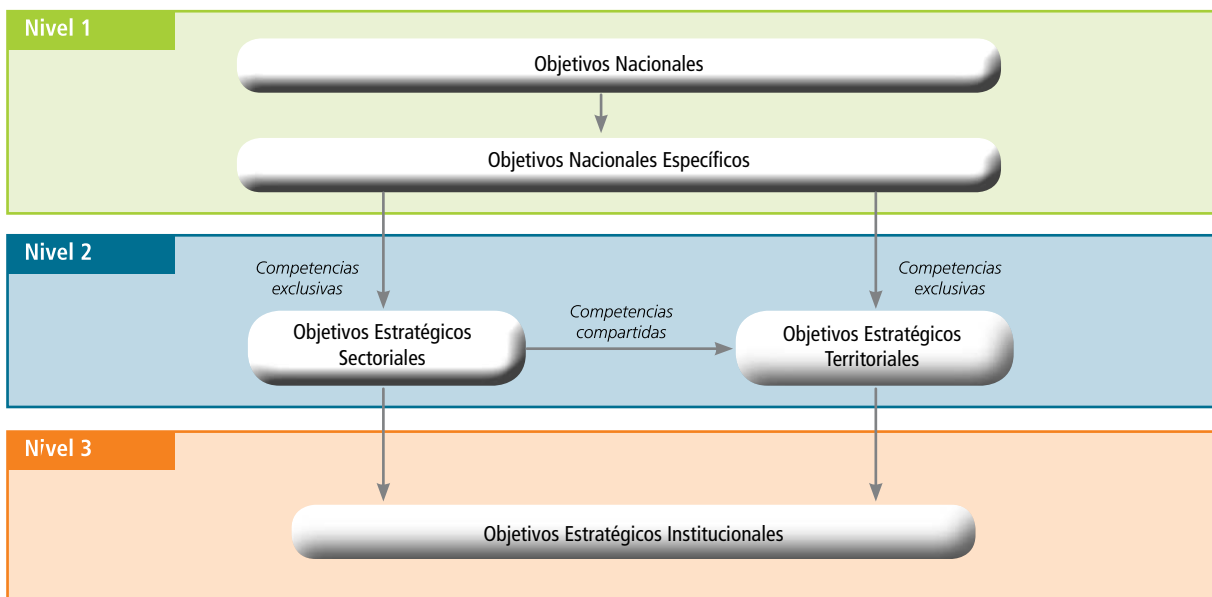 Nivel 1
Objetivos Nacionales
Objetivos Nacionales Específicos
Nivel 2
Competencias
exclusivas
Competencias
exclusivas
Competencias
compartidas
Objetivos Estratégicos
Sectoriales
Objetivos Estratégicos
Territoriales
Nivel 3
Objetivos Estratégicos Institucionales